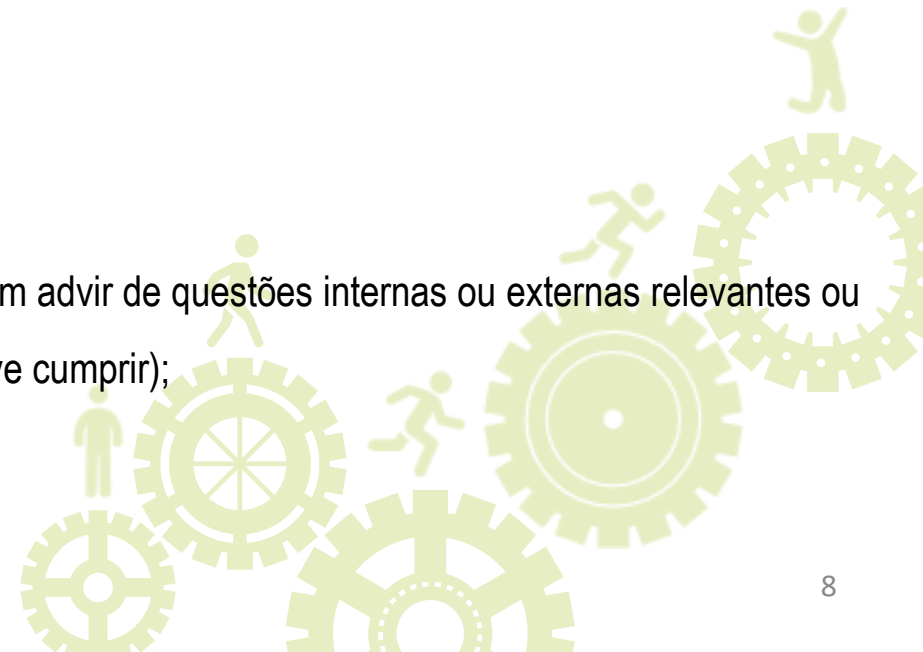 m advir de questões internas ou externas relevantes ou
ve cumprir);
8